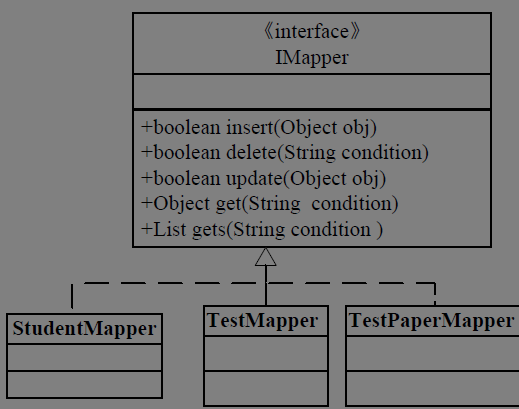 《interface》
IMapper
+boolean insert(Object obj)
+boolean delete(String condition)
+boolean update(Object obj)
+Object get(String condition)
+List gets(String condition )
StudentMapper
TestMapper
TestPaperMapper